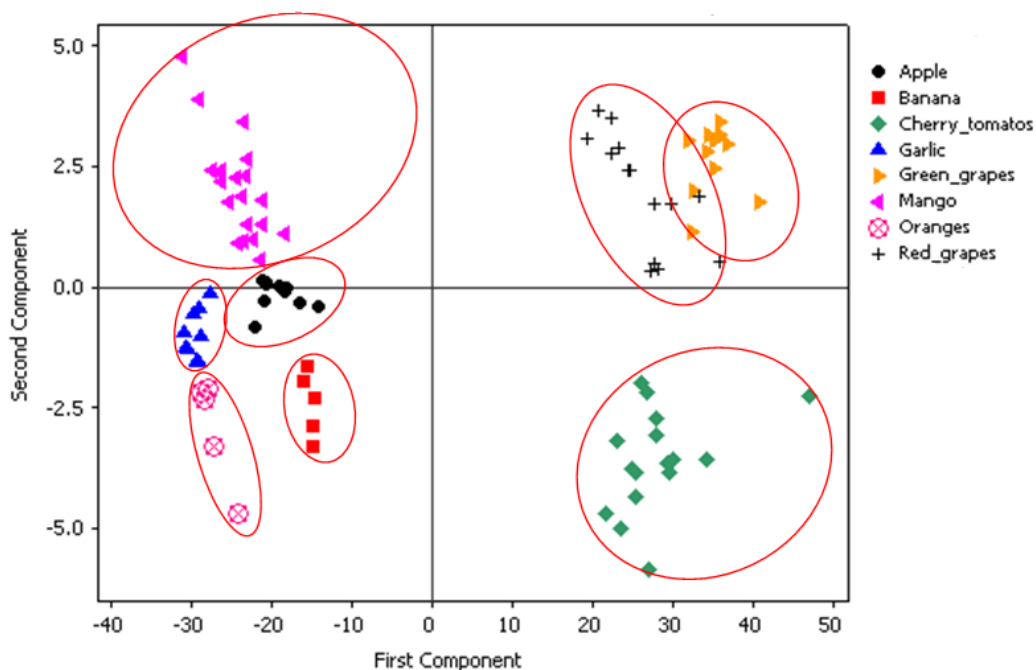 5.0
2.5
0.0
-2.5
-5.0
Second Component
-40
-30
-20
-10
0
10
20
30
40
50
First Component
Apple
Banana
Cherry_tomatos
Garlic
Green_grapes
Mango
Oranges
Red_grapes